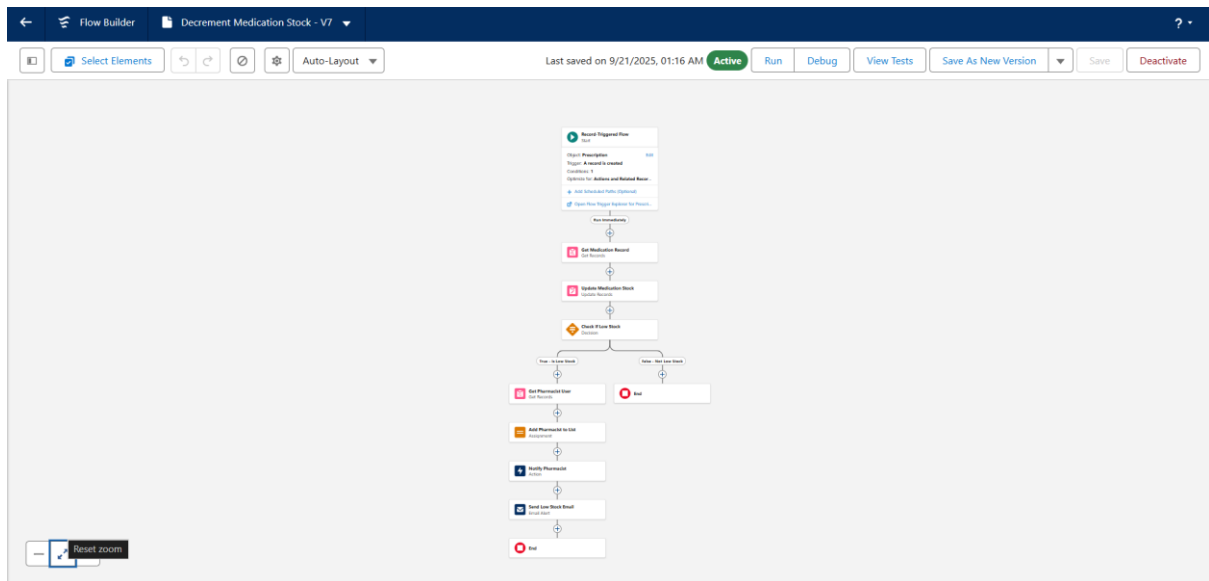 Flow Builder
Decrement Medication Stock - V7
?
Select Elements
Auto-Layout
Last saved on 9/21/2025, 01:16 AM
Active
Run
Debug
View Tests
Save As New Version
Save
Deactivate
Record-Triggered Flow
Start
Object: Prescription
Edit
Trigger: A record is created
Conditions: 1
Optimize for: Actions and Related Recor...
+ Add Scheduled Paths (Optional)
Open Flow Trigger Explorer for Prescri...
Run Immediately
Get Medication Record
Get Records
Update Medication Stock
Update Records
Check If Low Stock
Decision
True - Is Low Stock
False - Not Low Stock
Get Pharmacist User
Get Records
End
Add Pharmacist to List
Assignment
Notify Pharmacist
Action
Send Low Stock Email
Email Alert
End
Reset zoom